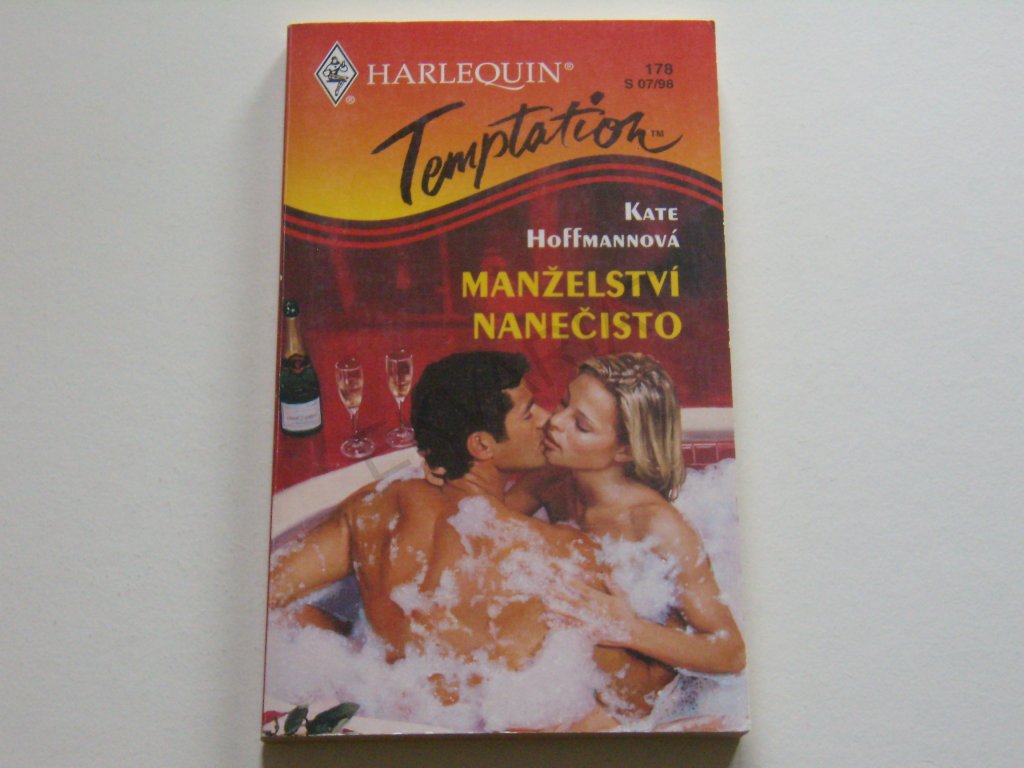 HARLEQUIN®
178
S 07/98
Temptation™
KATE
HOFFMANNOVÁ
MANŽELSTVÍ
NANEČISTO